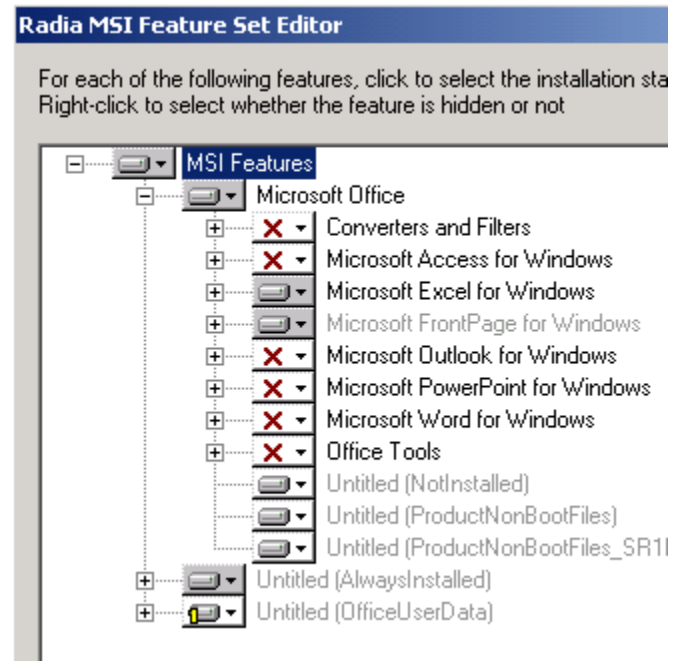 Radia MSI Feature Set Editor
For each of the following features, click to select the installation sta
Right-click to select whether the feature is hidden or not
MSI Features
Microsoft Office
Converters and Filters
Microsoft Access for Windows
Microsoft Excel for Windows
Microsoft FrontPage for Windows
Microsoft Outlook for Windows
Microsoft PowerPoint for Windows
Microsoft Word for Windows
Office Tools
Untitled (NotInstalled)
Untitled (ProductNonBootFiles)
Untitled (ProductNonBootFiles_SR1
Untitled (AlwaysInstalled)
Untitled (OfficeUserData)